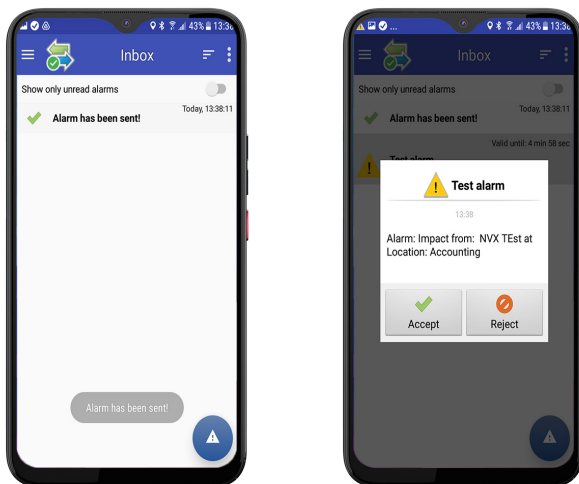 43% 13:38
Inbox
Show only unread alarms
Today, 13:38:11
Alarm has been sent!
Alarm has been sent!
... 43% 13:38
Inbox
Show only unread alarms
Today, 13:38:11
Alarm has been sent!
Valid until: 4 min 58 sec
Test alarm
Test alarm
13:38
Alarm: Impact from: NVX TEst at
Location: Accounting
Accept
Reject